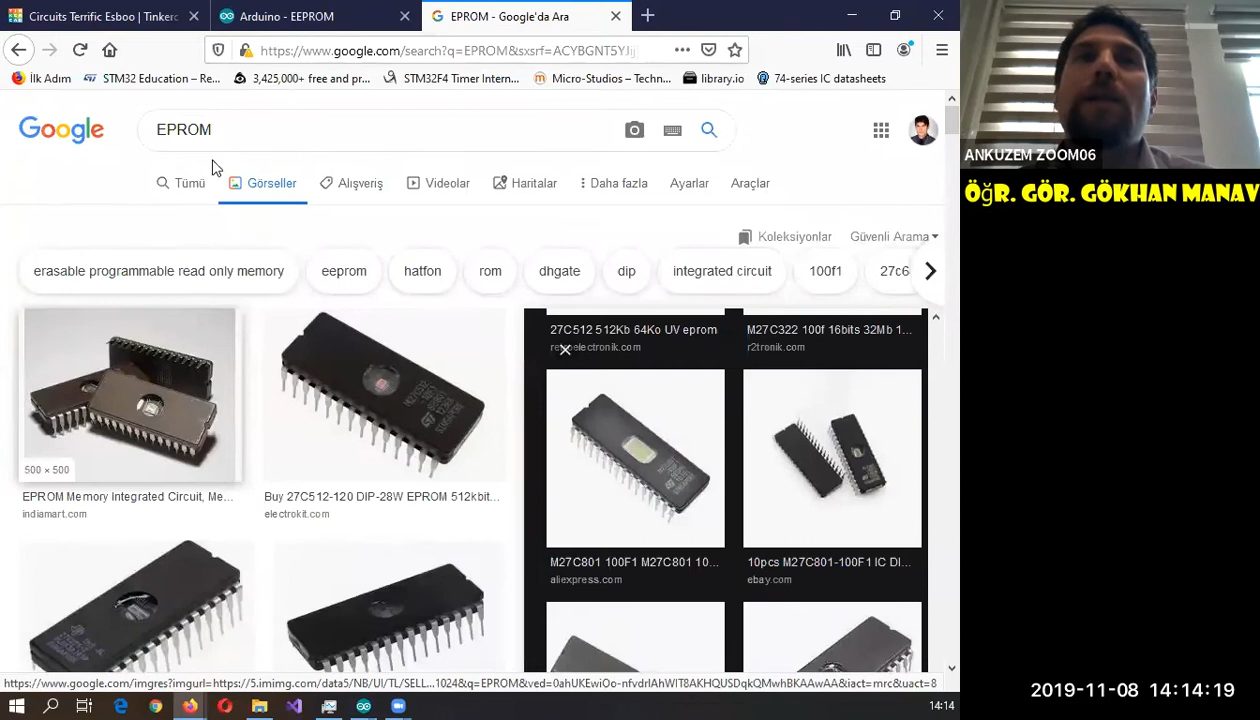 Circuits Terrific Esboo | Tinkerc
Arduino - EEPROM
EPROM - Google'da Ara
https://www.google.com/search?q=EPROM&sxsrf=ACYBGNT5YJij
İlk Adım
STM32 Education – Re...
3,425,000+ free and pr...
STM32F4 Timer Intern...
Micro-Studios – Techn...
library.io
74-series IC datasheets
Google
EPROM
Tümü
Görseller
Alışveriş
Videolar
Haritalar
Daha fazla
Ayarlar
Araçlar
Koleksiyonlar
Güvenli Arama
erasable programmable read only memory
eeprom
hatfon
rom
dhgate
dip
integrated circuit
100f1
27c6
500 × 500
EPROM Memory Integrated Circuit, Me...
indiamart.com
Buy 27C512-120 DIP-28W EPROM 512kbit...
electrokit.com
27C512 512Kb 64Ko UV eprom
M27C322 100f 16bits 32Mb 1...
r2tronik.com
M27C801 100F1 M27C801 10...
aliexpress.com
10pcs M27C801-100F1 IC DI...
ebay.com
https://www.google.com/imgres?imgurl=https://5.imimg.com/data5/NB/UI/TL/SELL...1024&q=EPROM&ved=0ahUKEwiOo-nfvdrlAhWIT8AKHQUSDqkQMwhBKAAwAA&iact=mrc&uact=8
14:14
ANKUZEM ZOOM06
ÖĞR. GÖR. GÖKHAN MANAV
2019-11-08 14:14:19